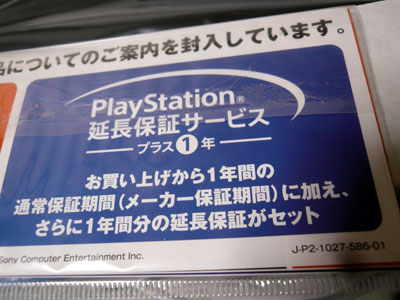 品についてのご案内を封入しています。
PlayStation®
延長保証サービス
プラス1年
お買い上げから1年間の
通常保証期間(メーカー保証期間)に加え、
さらに1年間分の延長保証がセット
Sony Computer Entertainment Inc.
J-P2-1027-586-01